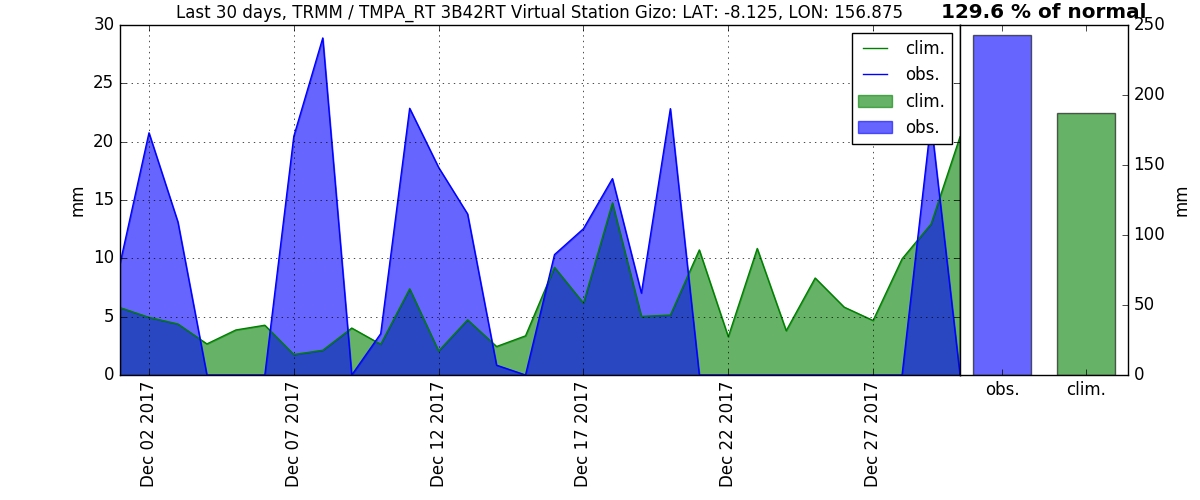 Last 30 days, TRMM / TMPA_RT 3B42RT Virtual Station Gizo: LAT: -8.125, LON: 156.875
129.6 % of normal
30
25
20
15
10
5
0
mm
clim.
obs.
clim.
obs.
250
200
150
100
50
0
mm
obs.
clim.
Dec 02 2017
Dec 07 2017
Dec 12 2017
Dec 17 2017
Dec 22 2017
Dec 27 2017